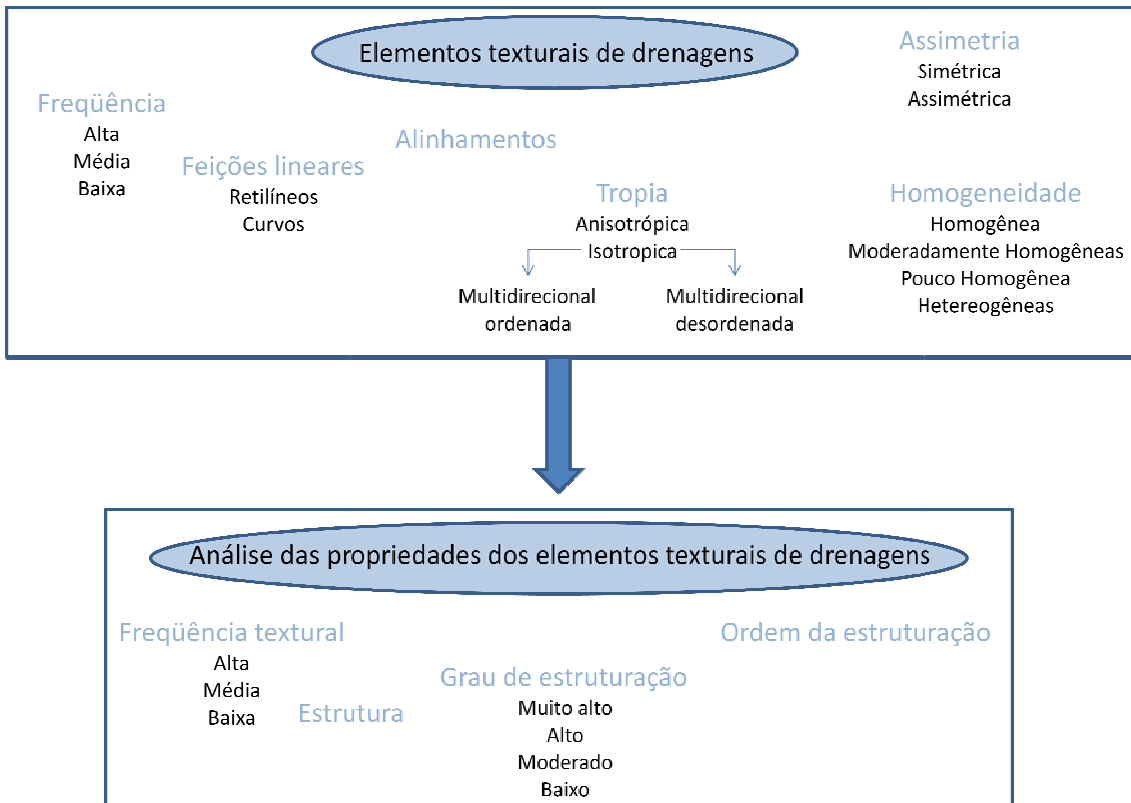 Elementos texturais de drenagens
Freqüência
Alta
Média
Baixa
Feições lineares
Retilíneos
Curvos
Alinhamentos
Tropia
Anisotrópica
Isotropica
Multidirecional
ordenada
Multidirecional
desordenada
Assimetria
Simétrica
Assimétrica
Homogeneidade
Homogênea
Moderadamente Homogêneas
Pouco Homogênea
Hetereogêneas
Análise das propriedades dos elementos texturais de drenagens
Freqüência textural
Alta
Média
Baixa
Estrutura
Grau de estruturação
Muito alto
Alto
Moderado
Baixo
Ordem da estruturação